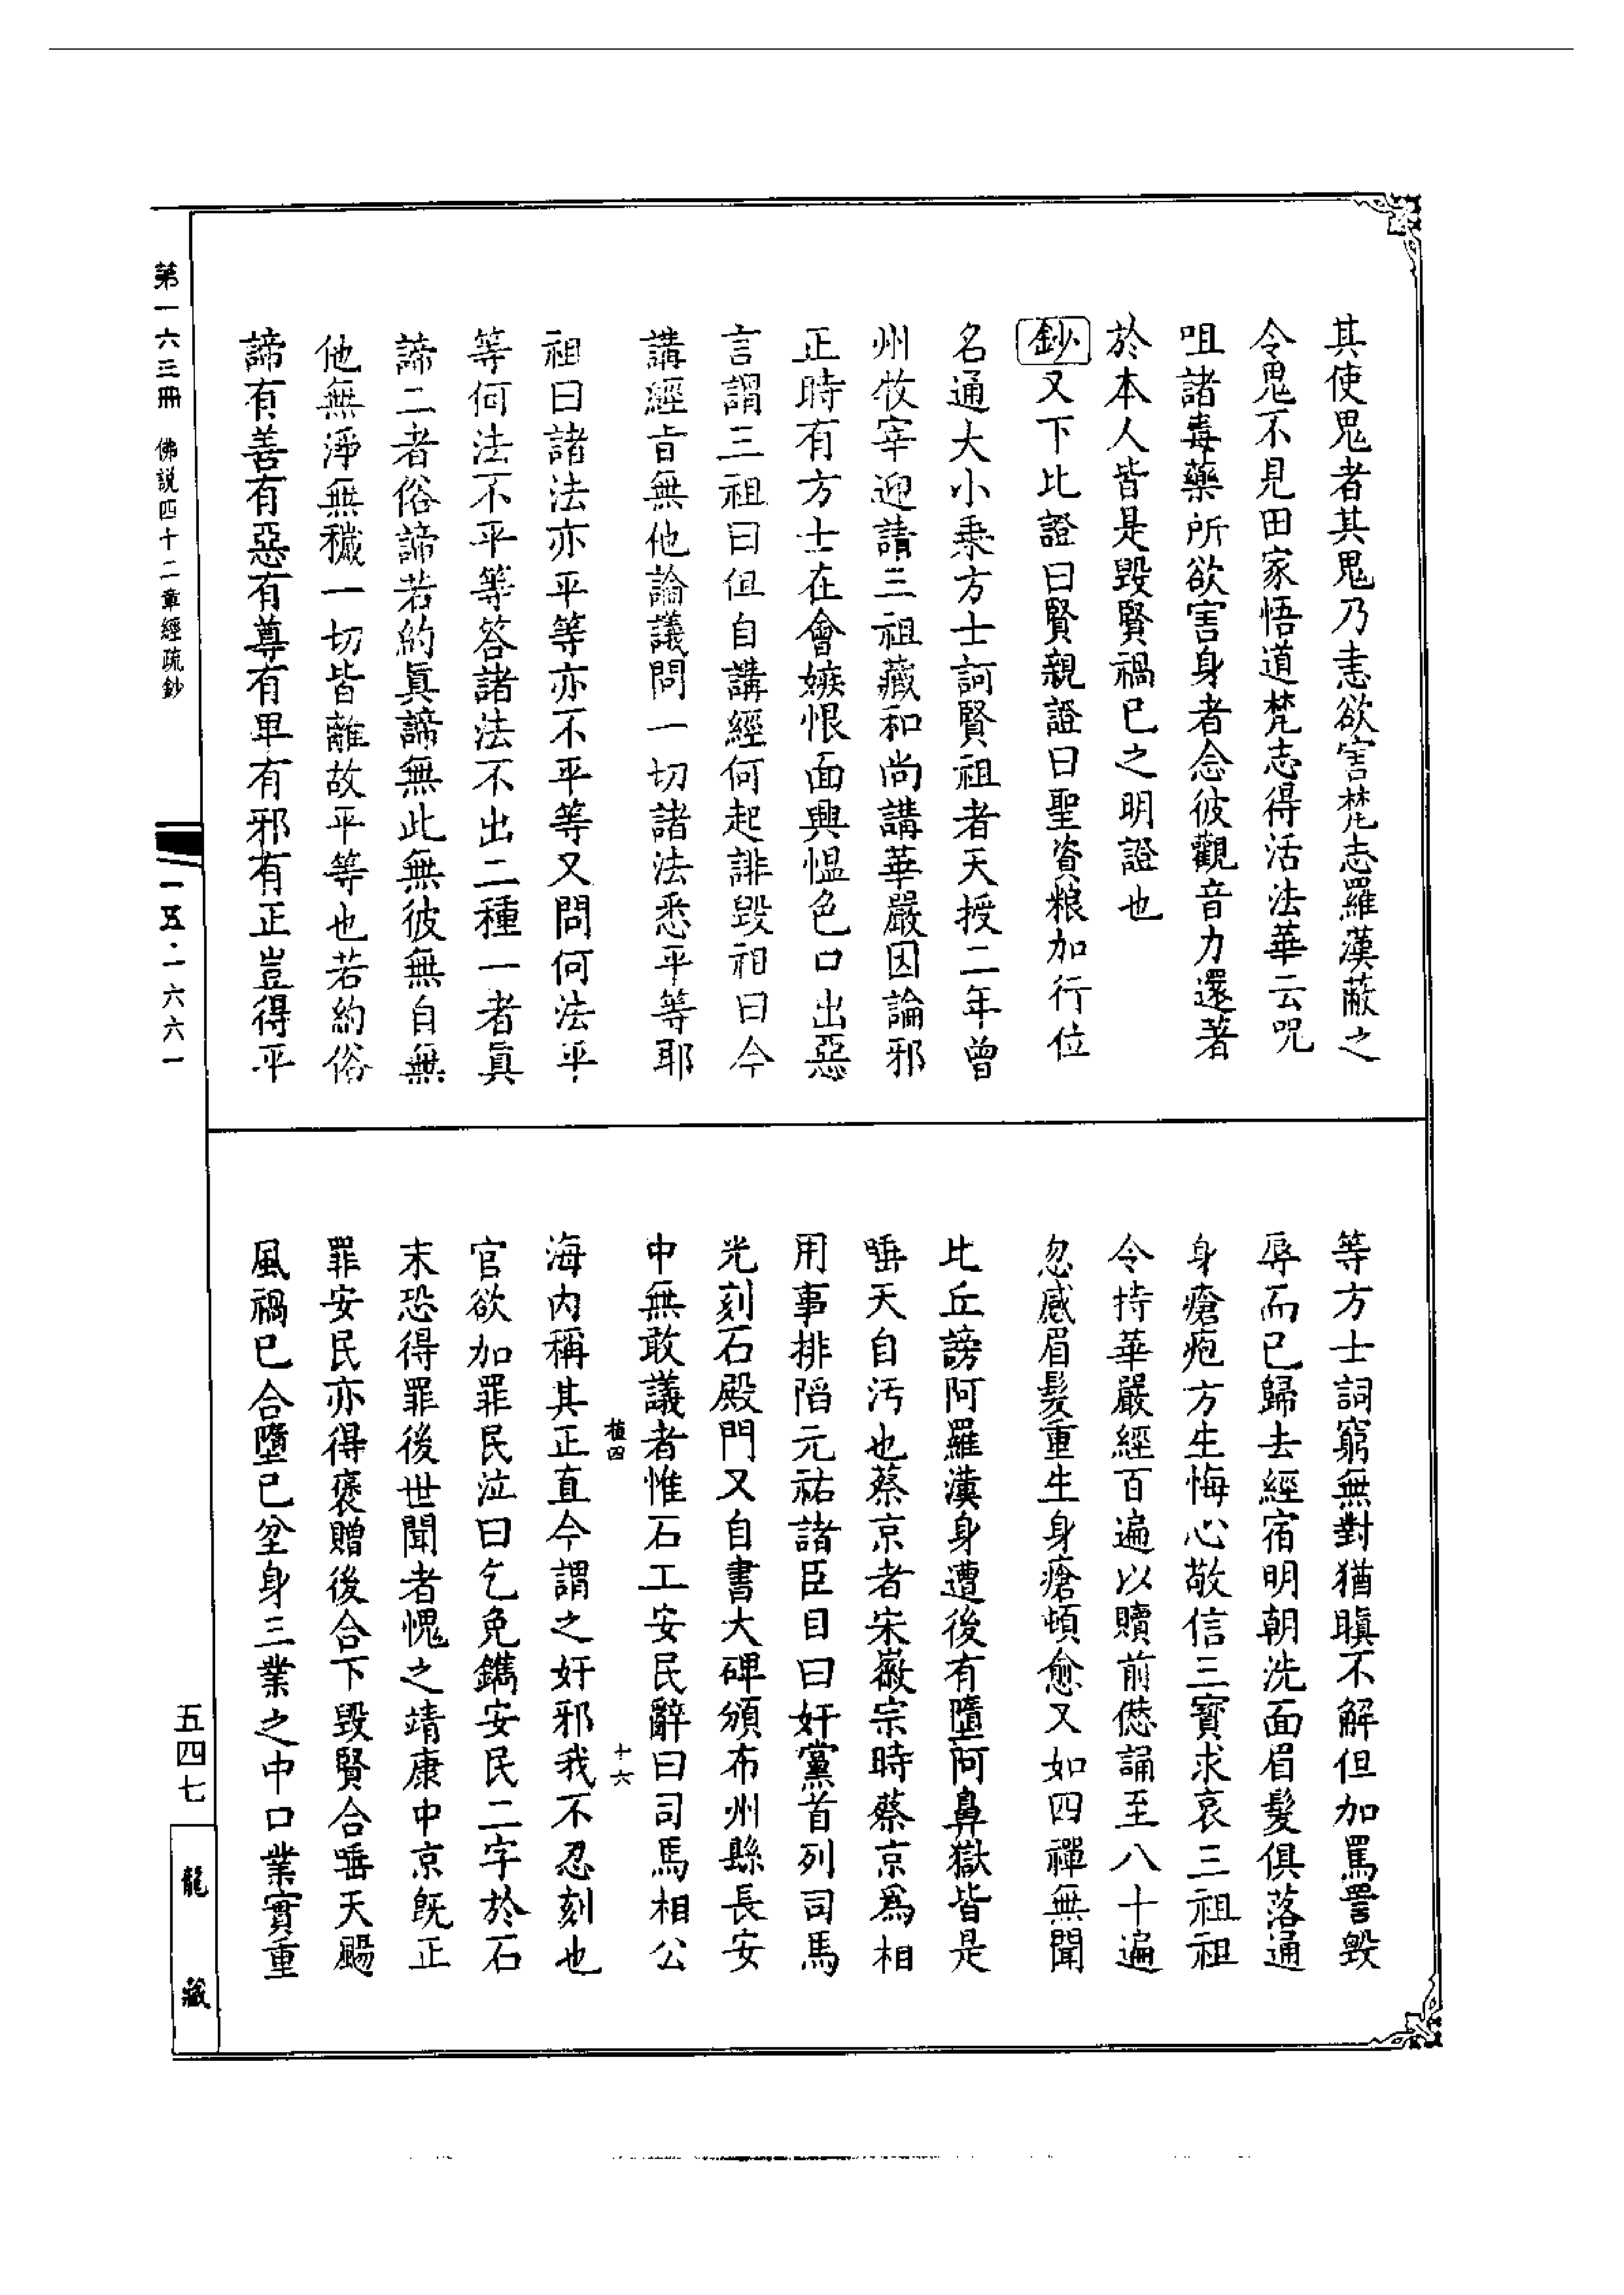 其使鬼者其鬼乃恚欲害梵志羅漢蔽之
令鬼不見田家悟道梵志得活法華云呪
咀諸毒藥所欲害身者念彼觀音力還著
於本人皆是毀賢禍已之明證也
鈔又下比證曰賢親證曰聖資粮加行位
名通大小乘方士訶賢祖者天授二年曾
州牧宰迎請三祖藏和尚講華嚴因論邪
正時有方士在會嫉恨面興慍色口出惡
言謂三祖曰但自講經何起誹毀祖曰今
講經旨無他論議問一切諸法悉平等耶
祖曰諸法亦平等亦不平等又問何法平
等何法不平等答諸法不出二種一者眞
諦二者俗諦若約眞諦無此無彼無自無
他無淨無穢一切皆離故平等也若約俗
諦有善有惡有尊有卑有邪有正豈得平
等方士詞窮無對猶瞋不解但加罵詈毀
辱而已歸去經宿明朝洗面眉髮俱落通
身瘡疱方生悔心敬信三寶求哀三祖祖
令持華嚴經百遍以贖前愆誦至八十遍
忽感眉髮重生身瘡頓愈又如四禪無聞
比丘謗阿羅漢身遭後有墮阿鼻獄皆是
唾天自汚也蔡京者宋徽宗時蔡京爲相
用事排陷元祐諸臣目曰奸黨首列司馬
光刻石殿門又自書大碑頒布州縣長安
中無敢議者惟石工安民辭曰司馬相公
植四
十六
海內稱其正直今謂之奸邪我不忍刻也
官欲加罪民泣曰乞免鐫安民二字於石
末恐得罪後世聞者愧之靖康中京旣正
罪安民亦得褒贈後合下毀賢合唾天颺
風禍已合墮已坌身三業之中口業實重
第一六三冊 佛說四十二章經疏鈔
一五·一六六一
五四七
龍藏